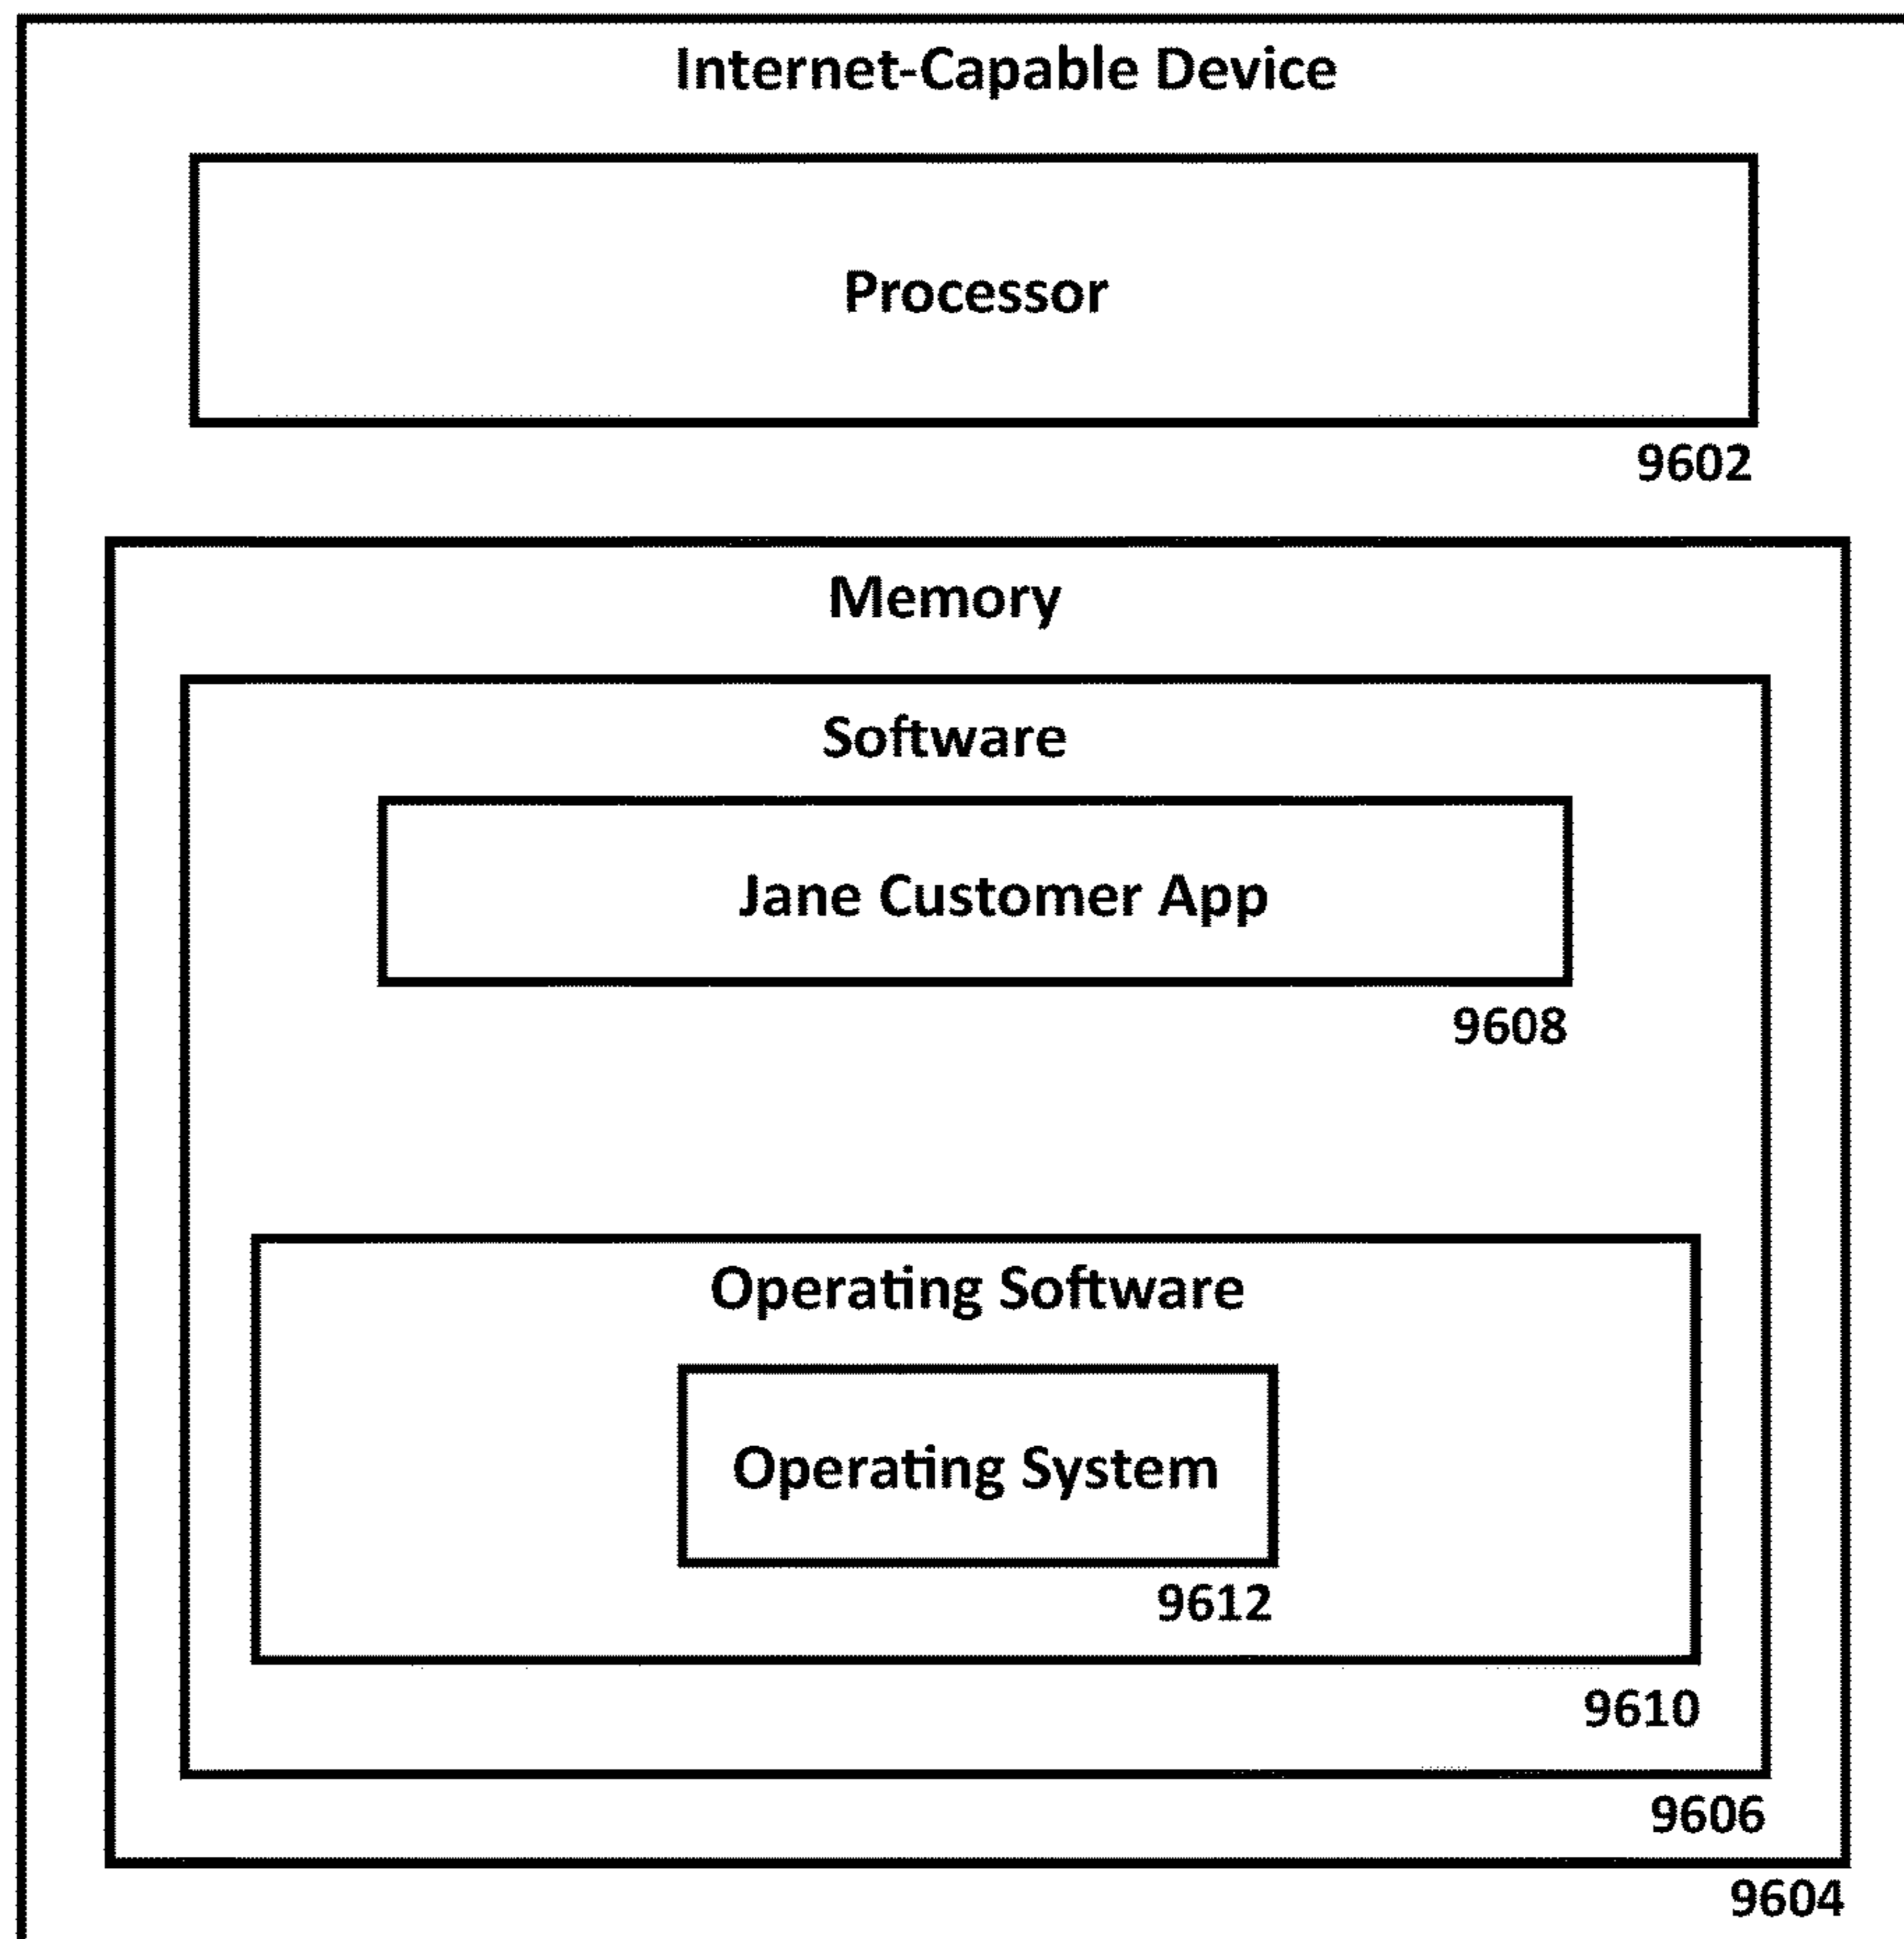 Internet-Capable Device
Processor
9602
Memory
Software
Jane Customer App
9608
Operating Software
Operating System
9612
9610
9606
9604